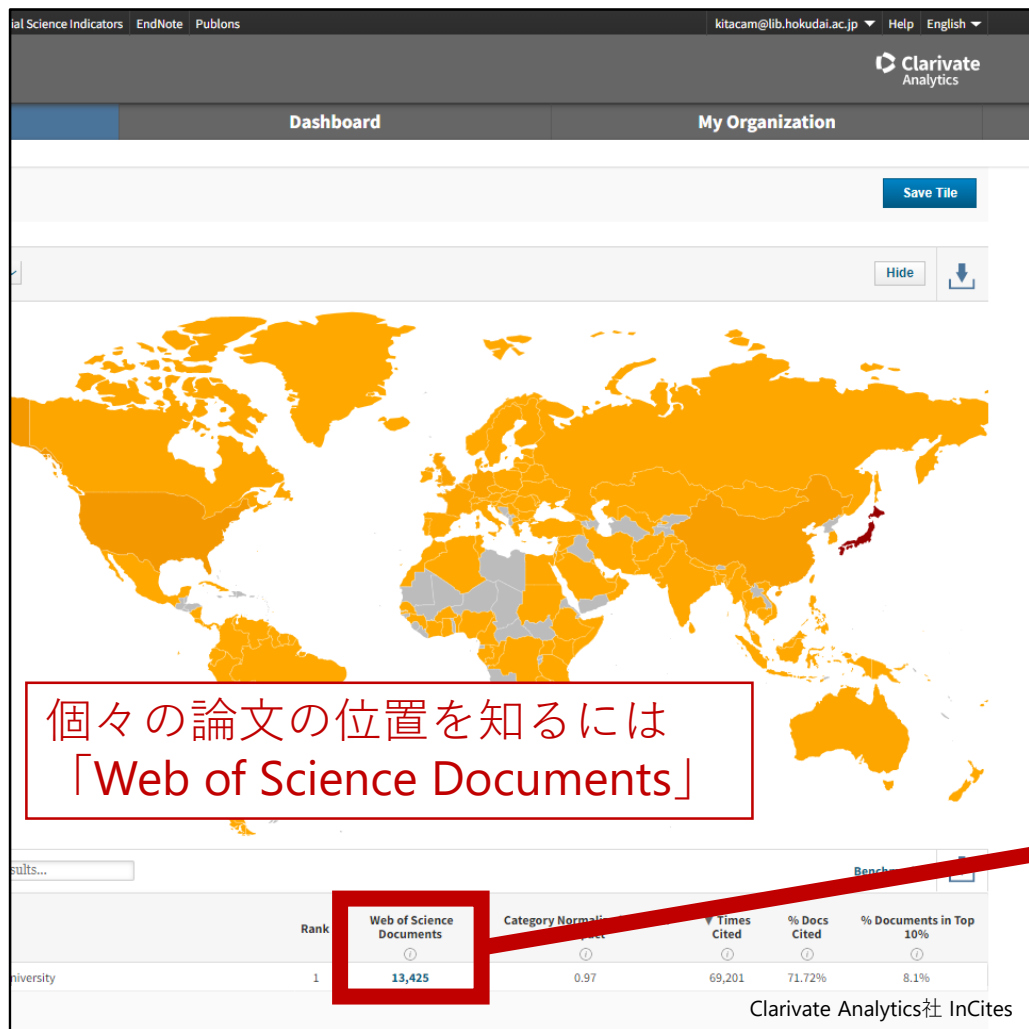 ial Science Indicators EndNote Publons kitacam@lib.hokudai.ac.jp Help English
Clarivate
Analytics
Dashboard My Organization
Save Tile
Hide
個々の論文の位置を知るには
「Web of Science Documents」
sults...
Rank Web of Science Documents Category % Times Cited % Docs Cited % Documents in Top 10%
niversity 1 13,425 0.97 69,201 71.72% 8.1%
Clarivate Analytics社 InCites